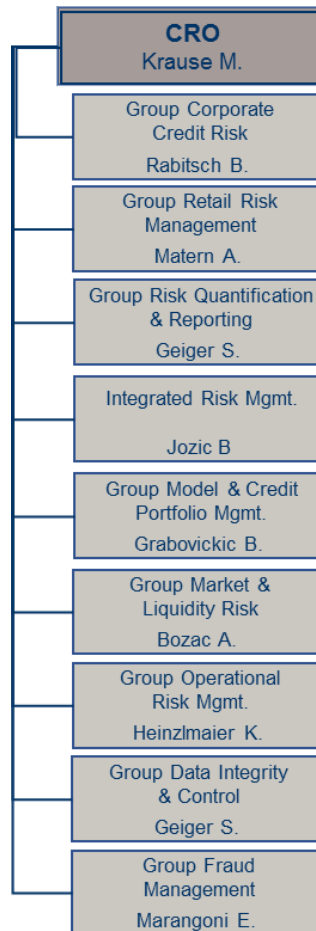 CRO
Krause M.
Group Corporate
Credit Risk
Rabitsch B.
Group Retail Risk
Management
Matern A.
Group Risk Quantification
& Reporting
Geiger S.
Integrated Risk Mgmt.
Jozic B
Group Model & Credit
Portfolio Mgmt.
Grabovickic B.
Group Market &
Liquidity Risk
Bozac A.
Group Operational
Risk Mgmt.
Heinzlmaier K.
Group Data Integrity
& Control
Geiger S.
Group Fraud
Management
Marangoni E.